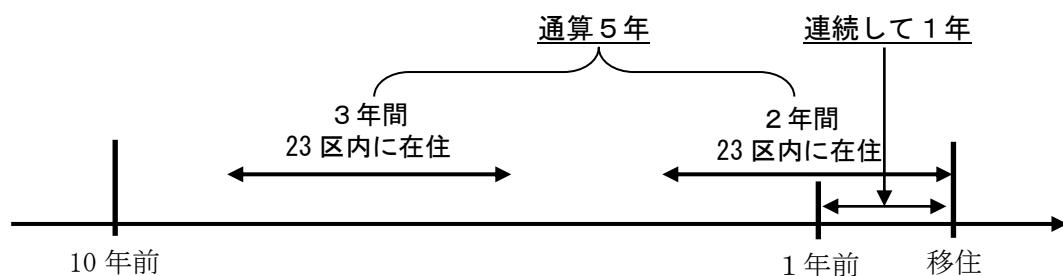 通算５年
連続して１年
３年間
23 区内に在住
２年間
23 区内に在住
10 年前
１年前
移住